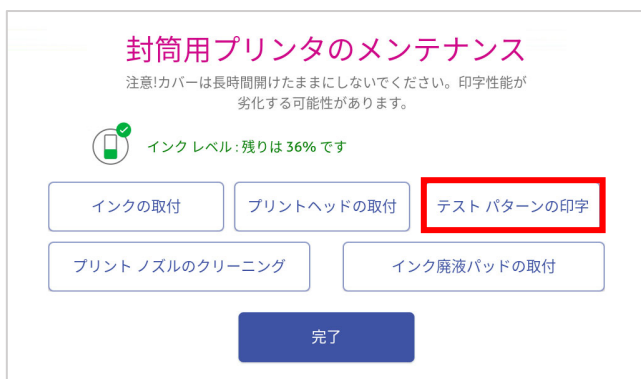 封筒用プリンタのメンテナンス
注意!カバーは長時間開けたままにしないでください。印字性能が
劣化する可能性があります。
インク レベル : 残りは 36% です
インクの取付
プリントヘッドの取付
テスト パターンの印字
プリント ノズルのクリーニング
インク廃液パッドの取付
完了